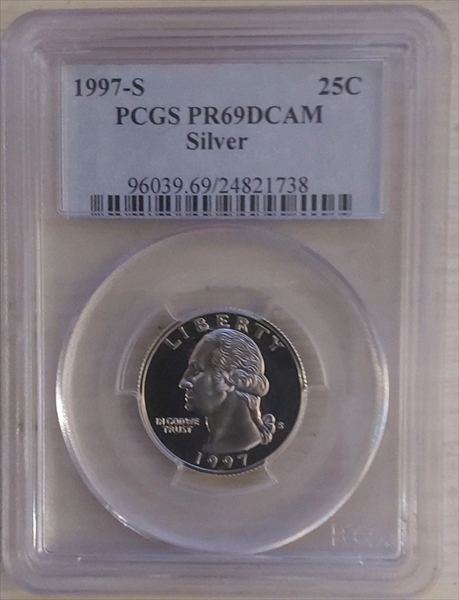 1997-S 25C
PCGS PR69DCAM
Silver
96039.69/24821738
LIBERTY
IN GOD WE
TRUST
S
1997